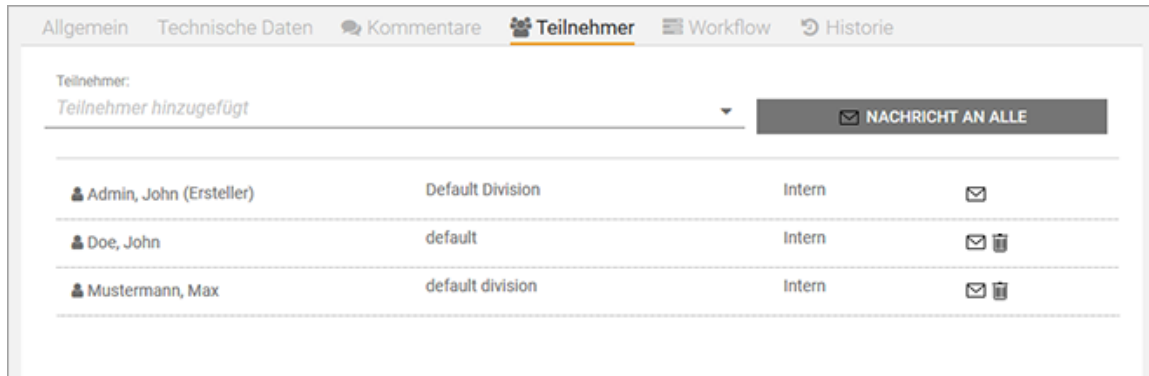 Allgemein Technische Daten Kommentare Teilnehmer Workflow Historie
Teilnehmer:
Teilnehmer hinzugefügt
NACHRICHT AN ALLE
Admin, John (Ersteller) Default Division Intern
Doe, John default Intern
Mustermann, Max default division Intern